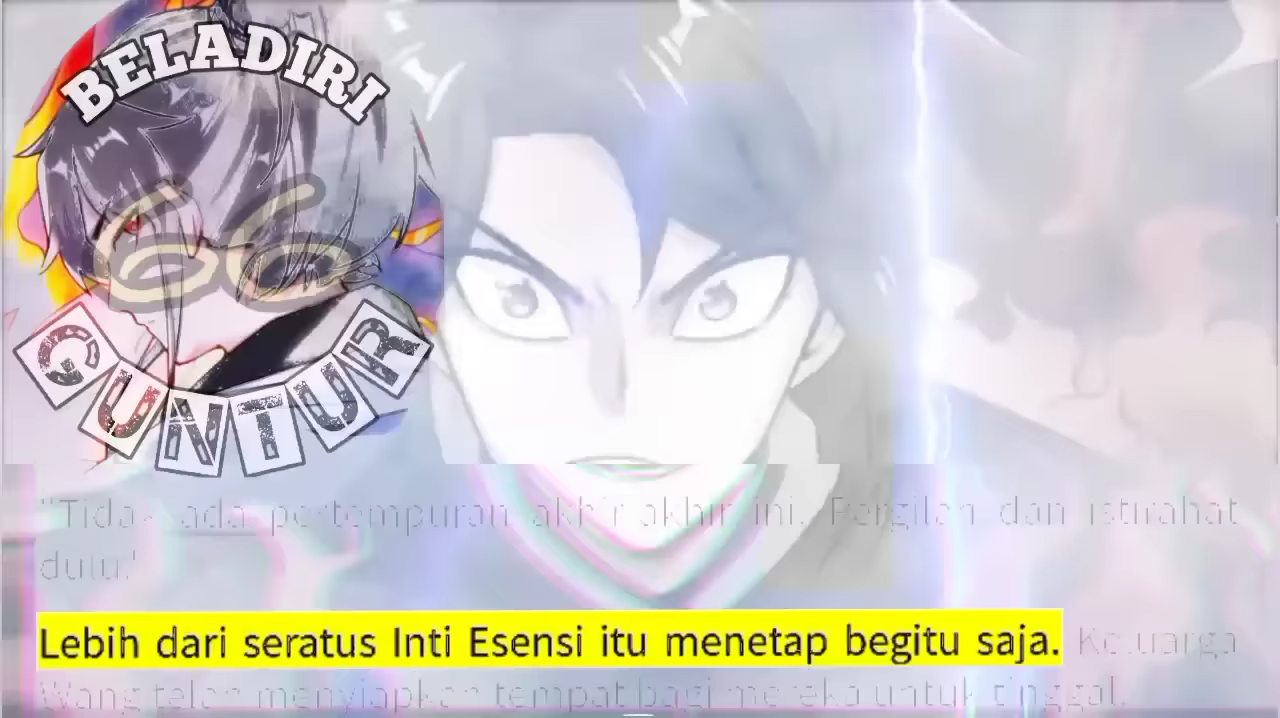 BELADIRI
66
GUNTUR
"Tidak ada pertempuran akhir-akhir ini. Pergilah dan istirahat
dulu."
Lebih dari seratus Inti Esensi itu menetap begitu saja. Keluarga
Wang telah menyiapkan tempat bagi mereka untuk tinggal.